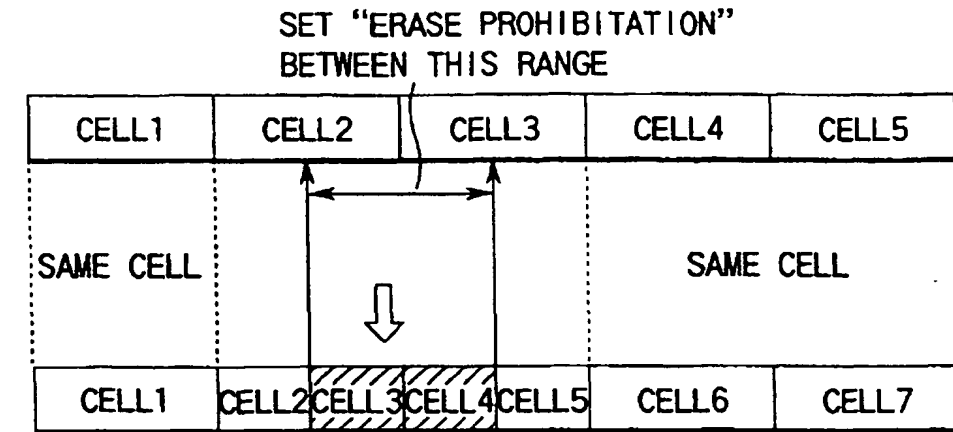 SET “ERASE PROHIBITATION”
BETWEEN THIS RANGE
CELL1 CELL2 CELL3 CELL4 CELL5
SAME CELL SAME CELL
CELL1 CELL2 CELL3 CELL4 CELL5 CELL6 CELL7